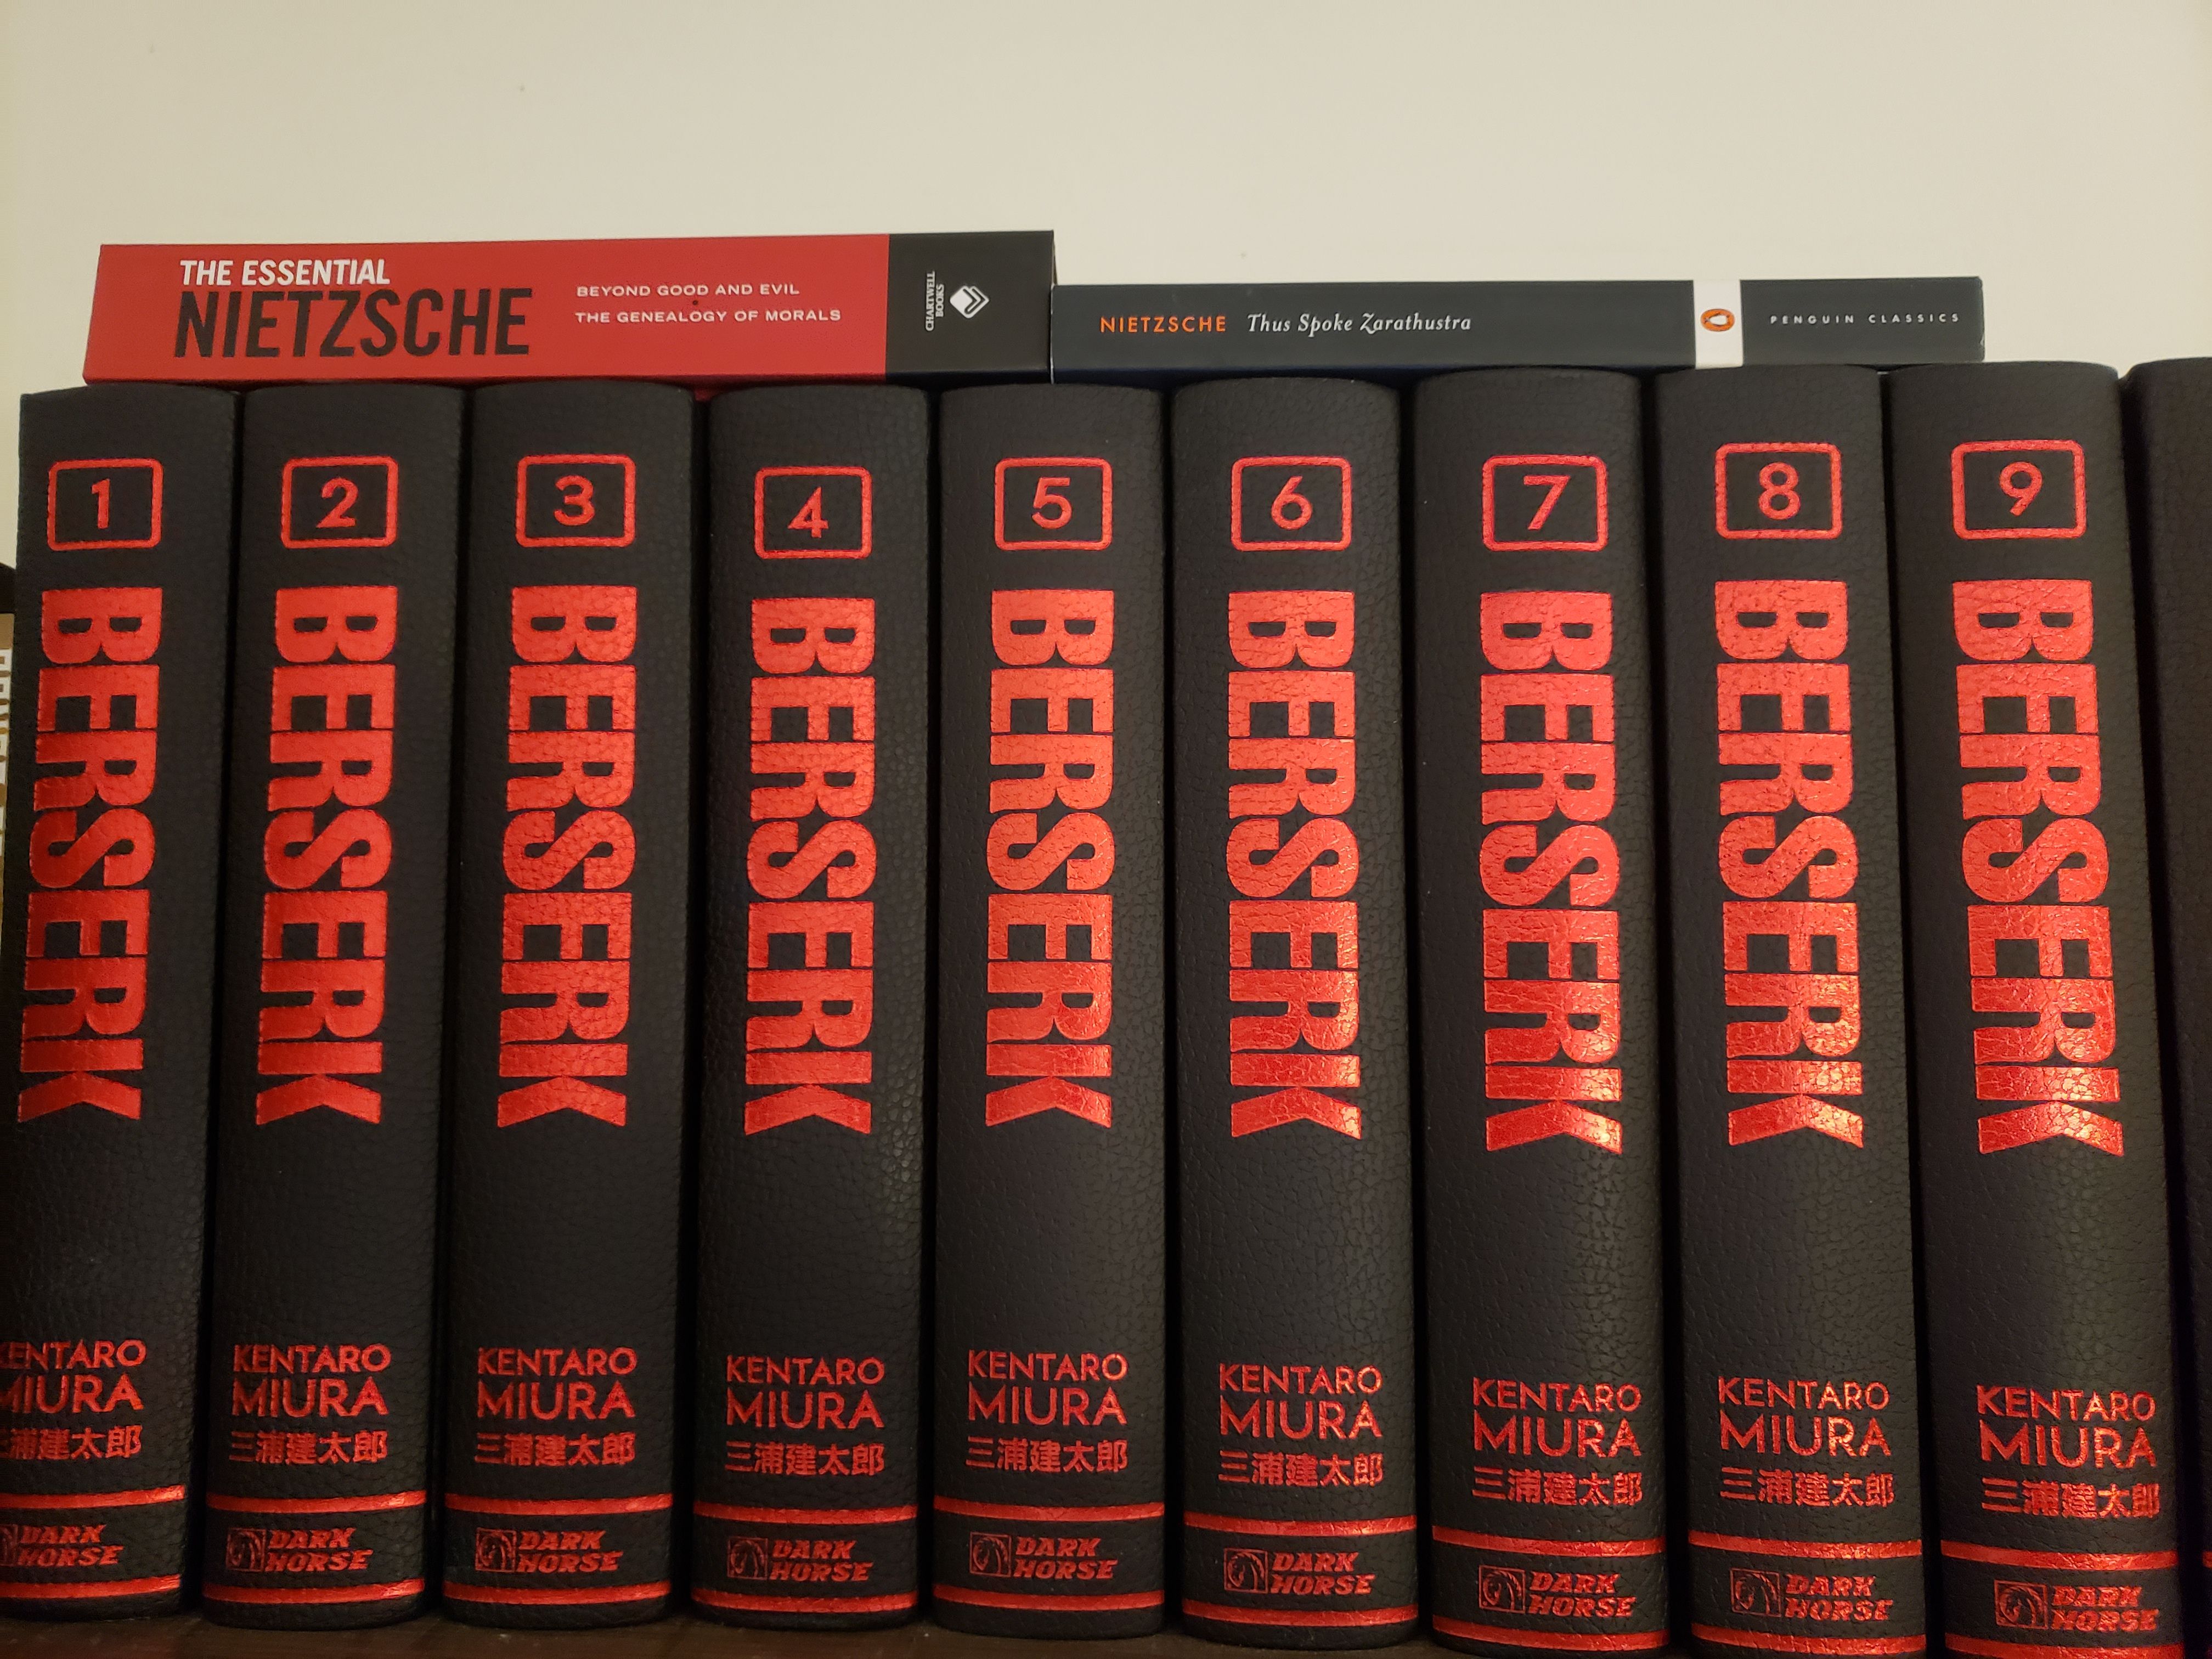 THE ESSENTIAL
NIETZSCHE
BEYOND GOOD AND EVIL
THE GENEALOGY OF MORALS
CHARTWELL
BOOKS
NIETZSCHE Thus Spoke Zarathustra
PENGUIN CLASSICS
1
BERSERK
KENTARO
MIURA
三浦建太郎
DARK
HORSE
2
BERSERK
KENTARO
MIURA
三浦建太郎
DARK
HORSE
3
BERSERK
KENTARO
MIURA
三浦建太郎
DARK
HORSE
4
BERSERK
KENTARO
MIURA
三浦建太郎
DARK
HORSE
5
BERSERK
KENTARO
MIURA
三浦建太郎
DARK
HORSE
6
BERSERK
KENTARO
MIURA
三浦建太郎
DARK
HORSE
7
BERSERK
KENTARO
MIURA
三浦建太郎
DARK
HORSE
8
BERSERK
KENTARO
MIURA
三浦建太郎
DARK
HORSE
9
BERSERK
KENTARO
MIURA
三浦建太郎
DARK
HORSE